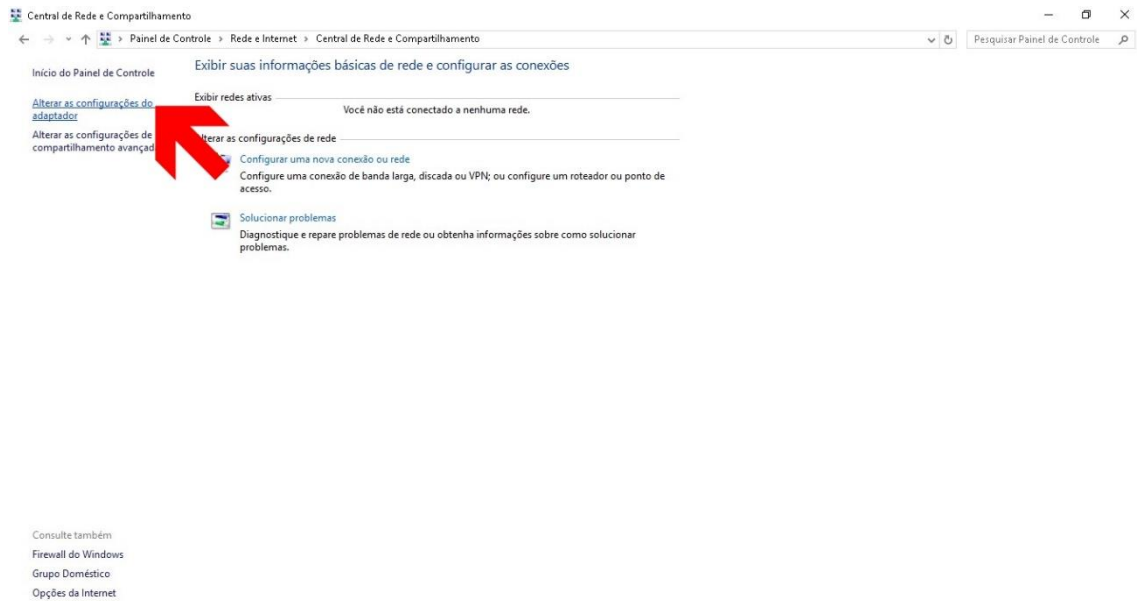 Central de Rede e Compartilhamento
Painel de Controle > Rede e Internet > Central de Rede e Compartilhamento
Pesquisar Painel de Controle
Início do Painel de Controle
Alterar as configurações do
adaptador
Alterar as configurações de
compartilhamento
Exibir suas informações básicas de rede e configurar as conexões
Exibir redes ativas
Você não está conectado a nenhuma rede.
as configurações de rede
Configurar uma nova conexão ou rede
Configure uma conexão de banda larga, discada ou VPN; ou configure um roteador ou ponto de
acesso.
Solucionar problemas
Diagnostique e repare problemas de rede ou obtenha informações sobre como solucionar
problemas.
Consulte também
Firewall do Windows
Grupo Doméstico
Opções da Internet